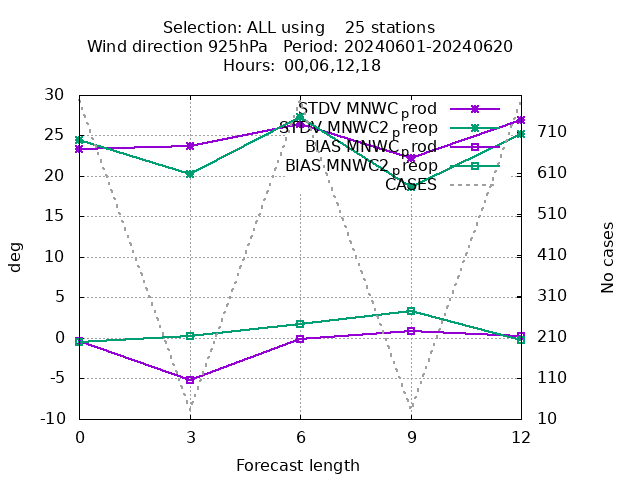 Selection: ALL using    25 stations
Wind direction 925hPa   Period: 20240601-20240620
Hours:  00,06,12,18
STDV MNWC_prod
STDV MNWC2_preop
BIAS MNWC_prod
BIAS MNWC2_preop
CASES
30
25
20
15
10
5
0
-5
-10
deg
710
610
510
410
310
210
110
10
No cases
0 3 6 9 12
Forecast length